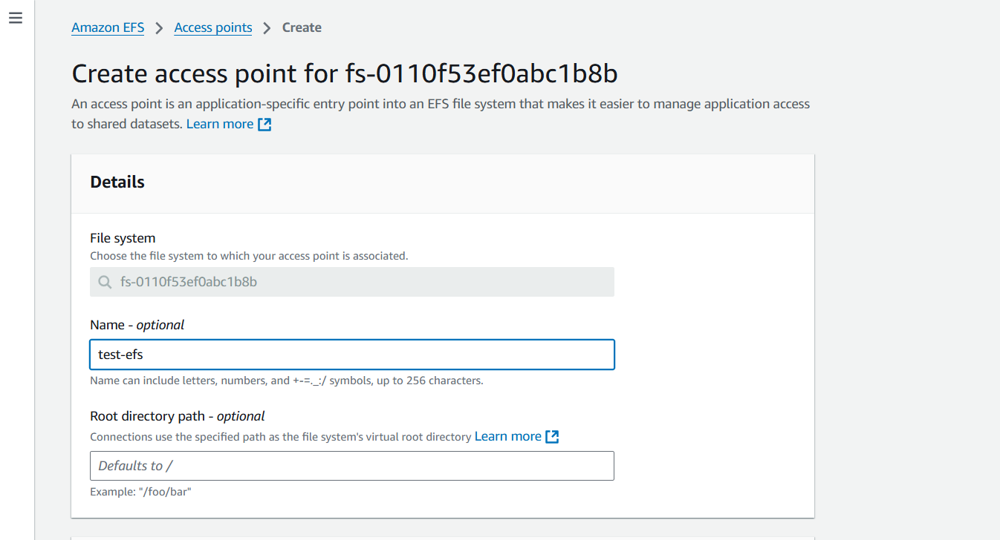 Amazon EFS > Access points > Create
Create access point for fs-0110f53ef0abc1b8b
An access point is an application-specific entry point into an EFS file system that makes it easier to manage application access
to shared datasets. Learn more
Details
File system
Choose the file system to which your access point is associated.
fs-0110f53ef0abc1b8b
Name - optional
test-efs
Name can include letters, numbers, and +-=._:/ symbols, up to 256 characters.
Root directory path - optional
Connections use the specified path as the file system's virtual root directory Learn more
Defaults to /
Example: "/foo/bar"